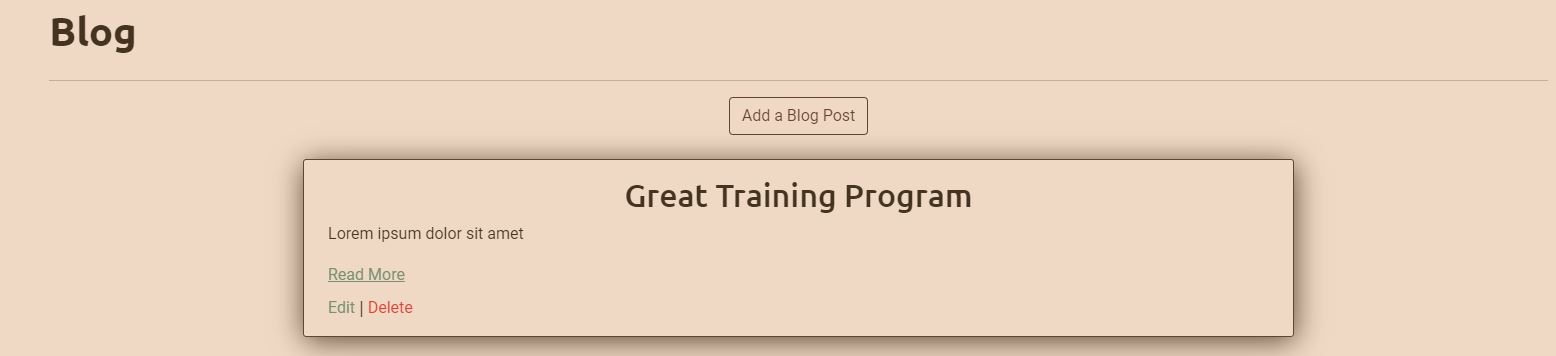 Blog
Add a Blog Post
Great Training Program
Lorem ipsum dolor sit amet
Read More
Edit | Delete